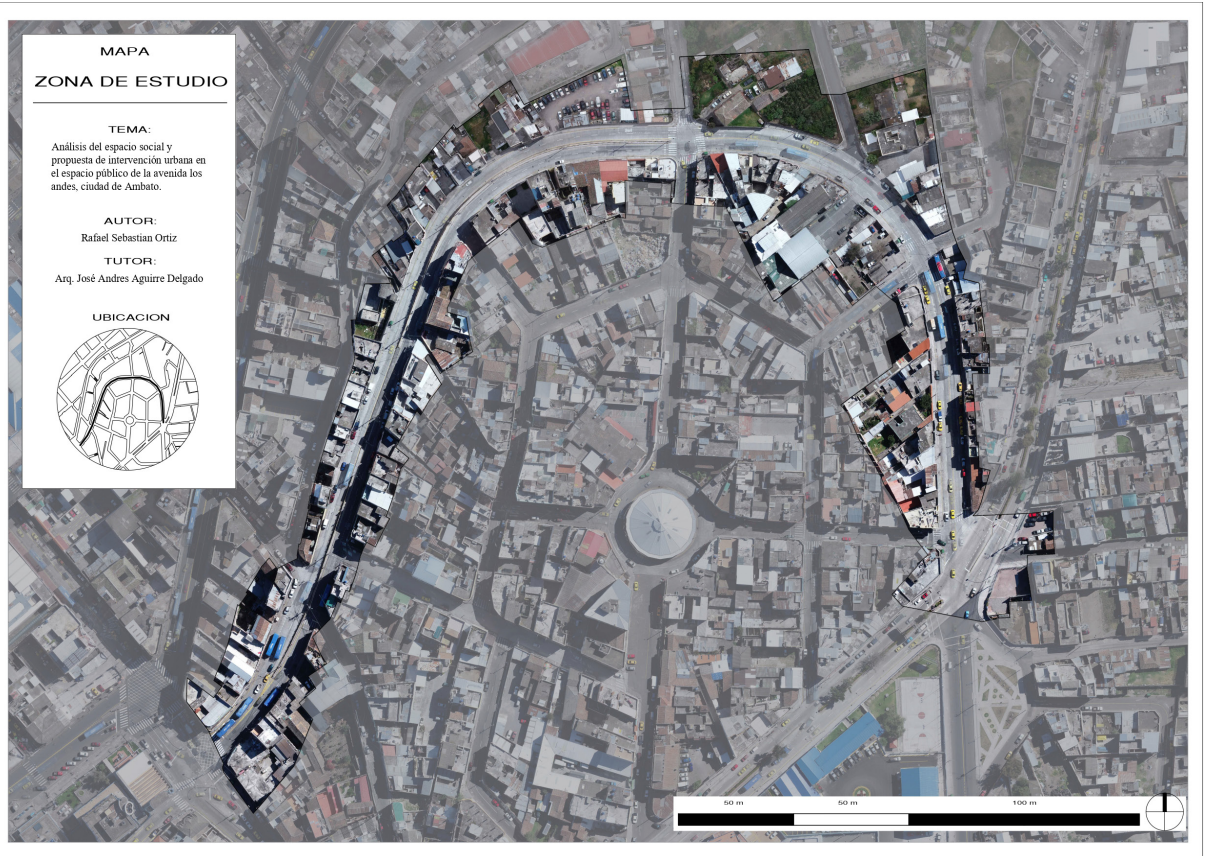 MAPA
ZONA DE ESTUDIO
TEMA:
Análisis del espacio social y
propuesta de intervención urbana en
el espacio público de la avenida los
andes, ciudad de Ambato.
AUTOR:
Rafael Sebastian Ortiz
TUTOR:
Arq. José Andres Aguirre Delgado
UBICACION
50 m 50 m 100 m